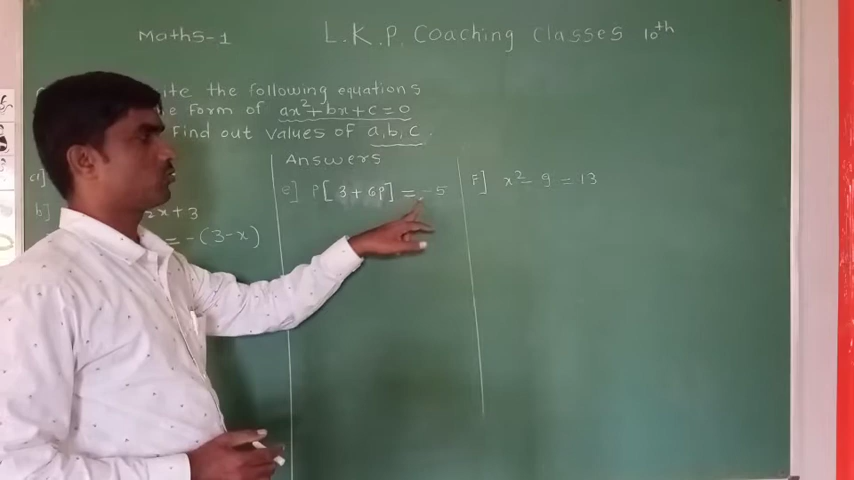 Maths-1 L.K.P. Coaching Classes 10th
ite the following equations
e form of ax²+bx+c=0
Find out values of a,b,c.
Answers
e] P[3+6P] = -5
F] x²-9=13
b] 2x+3
= -(3-x)